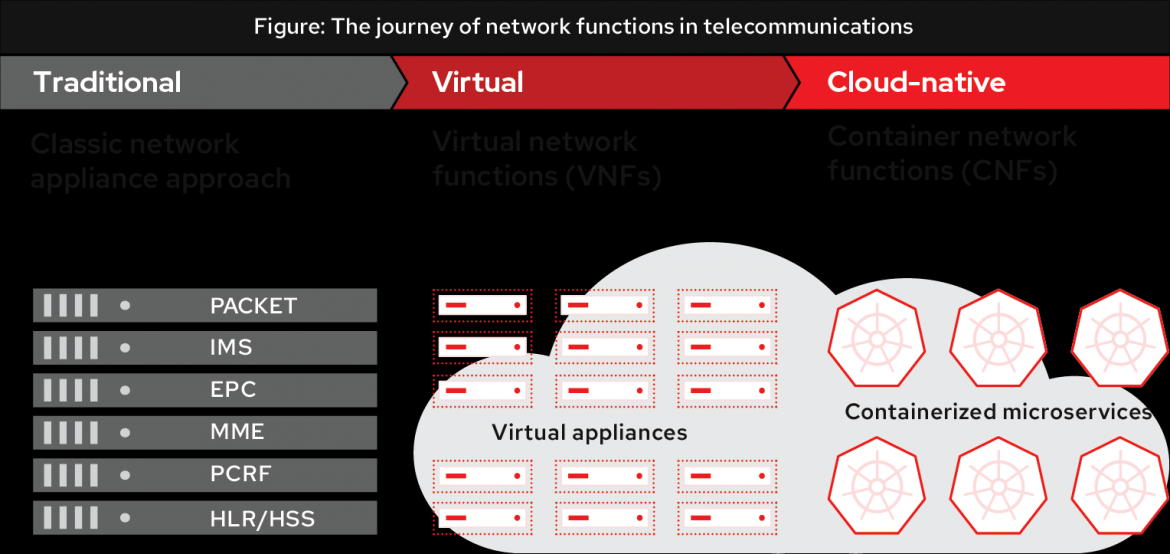 Figure: The journey of network functions in telecommunications
Traditional
Virtual
Cloud-native
Classic network
appliance approach
Virtual network
functions (VNFs)
Container network
functions (CNFs)
PACKET
IMS
EPC
MME
PCRF
HLR/HSS
Virtual appliances
Containerized microservices